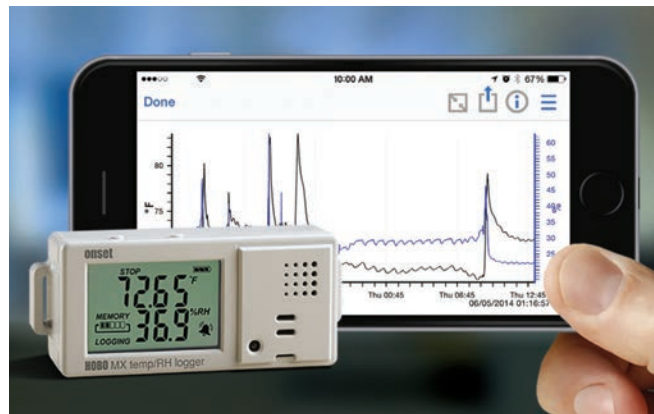 10:00 AM
67%
Done
60
55
50
45
40
35
30
25
80
75
°F
Thu 00:45
Thu 06:45
Thu 12:45
06/05/2014 01:16:57
onset
STOP
72.65 °F
MEMORY
36.9 %RH
LOGGING
HOBO MX temp/RH logger